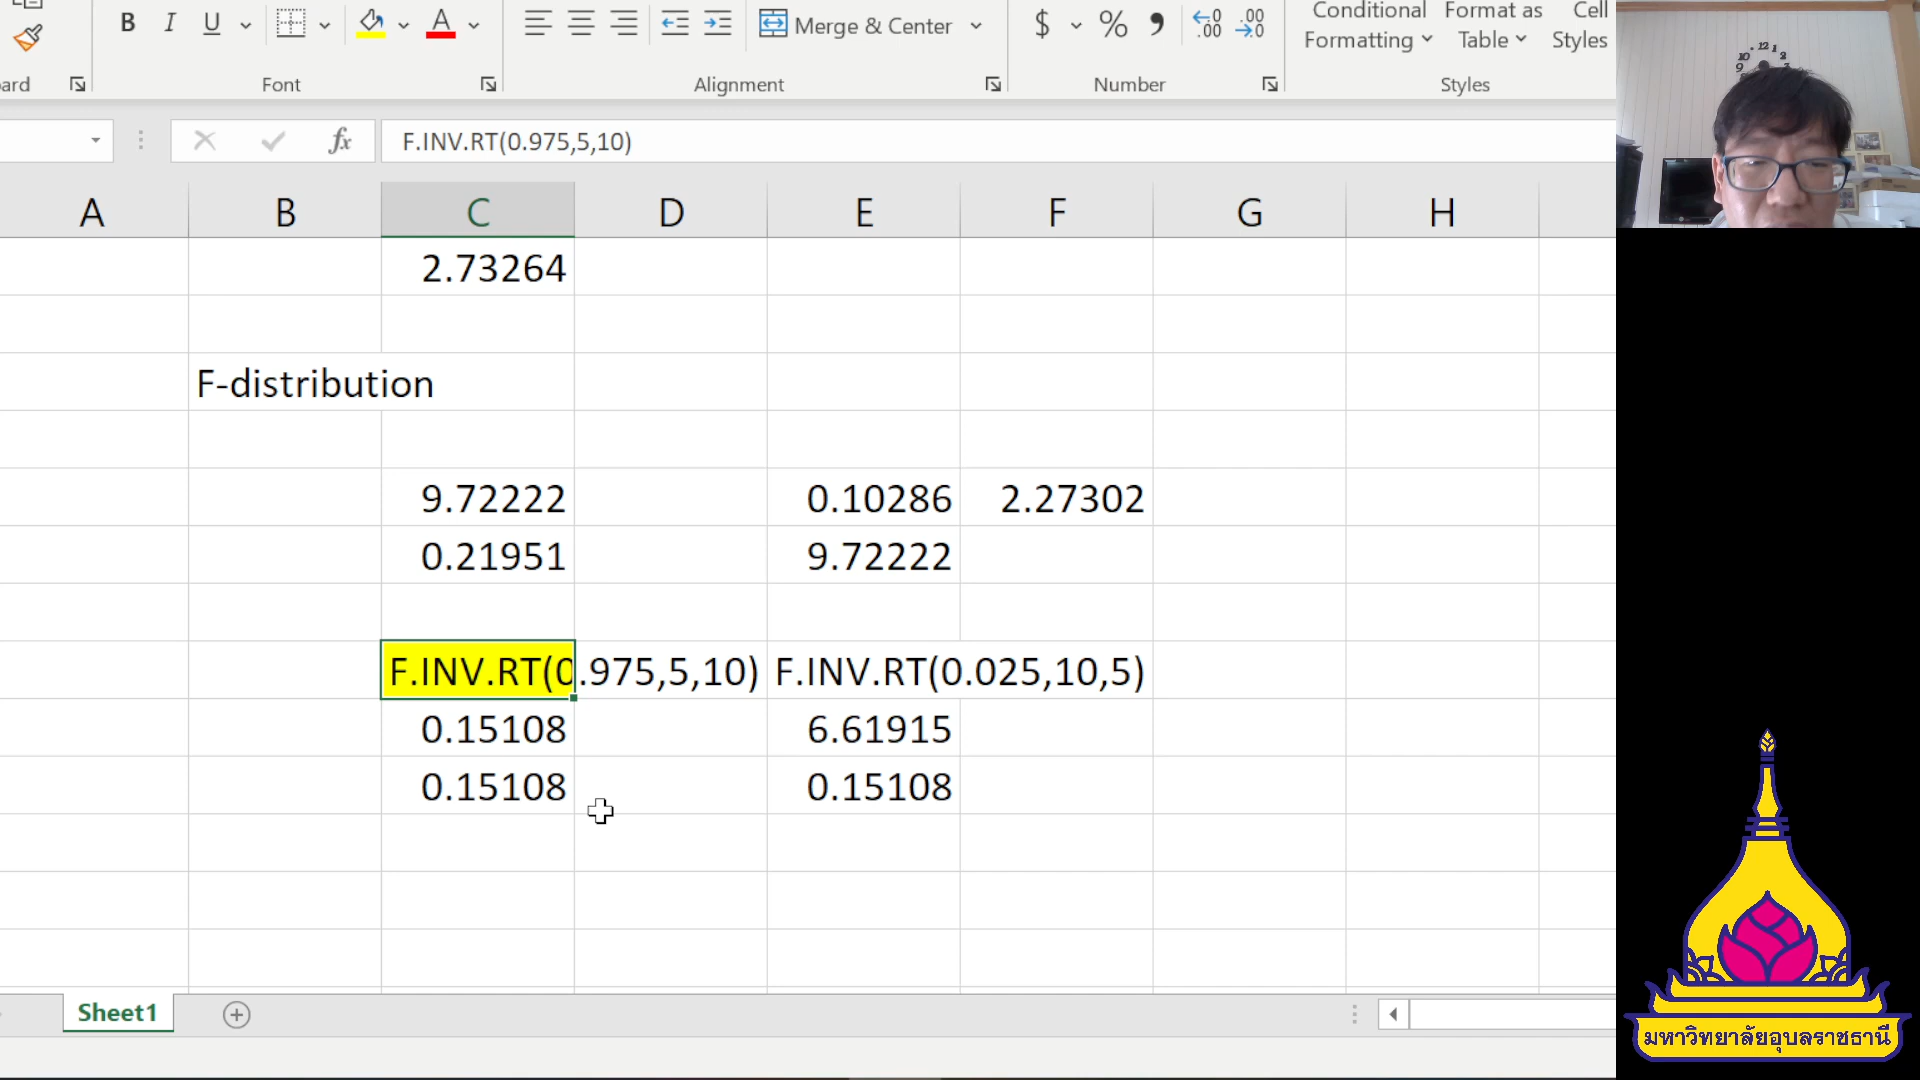 B I U A Merge & Center $ % , .00 .00 Conditional Formatting Format as Table Cell Styles
ard Font Alignment Number Styles
fx F.INV.RT(0.975,5,10)
A B C D E F G H
2.73264
F-distribution
9.72222 0.10286 2.27302
0.21951 9.72222
F.INV.RT(0.975,5,10) F.INV.RT(0.025,10,5)
0.15108 6.61915
0.15108 0.15108
Sheet1
มหาวิทยาลัยอุบลราชธานี